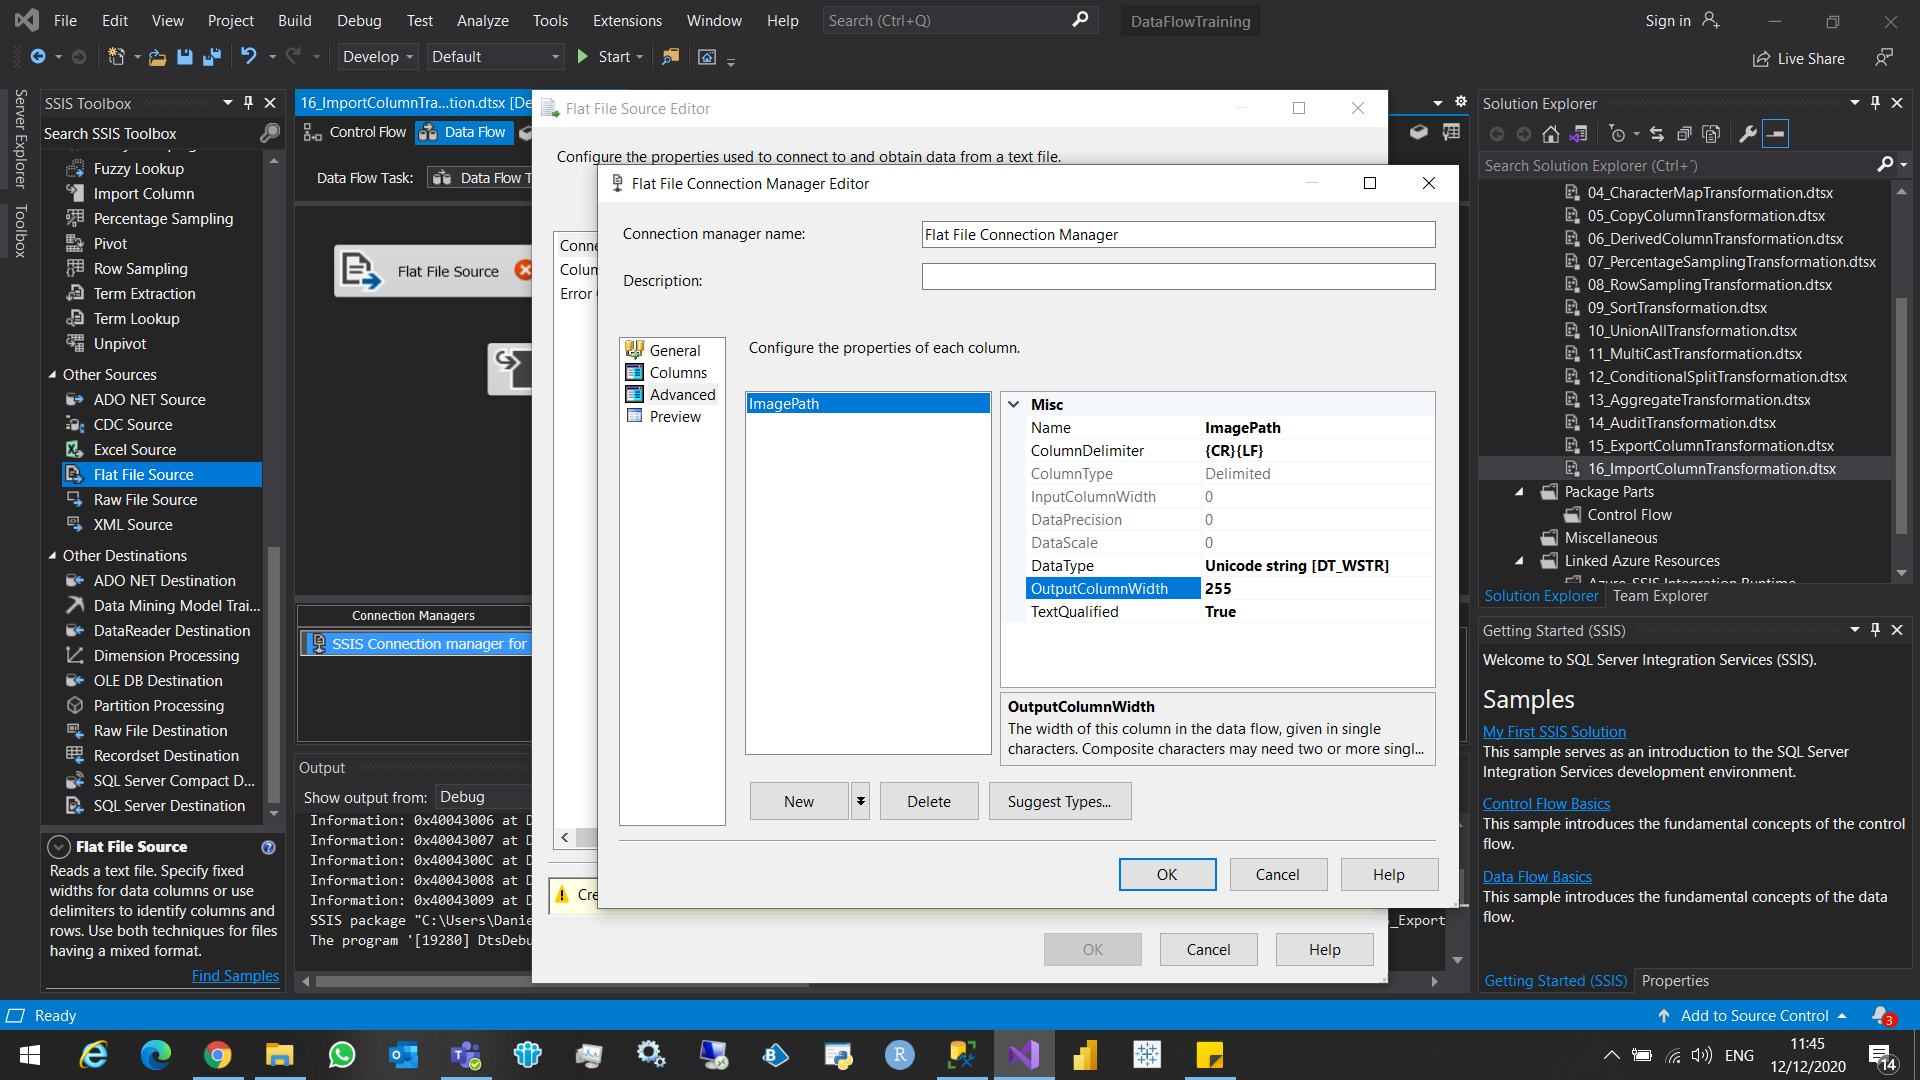 File Edit View Project Build Debug Test Analyze Tools Extensions Window Help Search (Ctrl+Q) DataFlowTraining Sign in
Develop Default Start Live Share
Server Explorer
Toolbox
SSIS Toolbox
Search SSIS Toolbox
Fuzzy Lookup
Import Column
Percentage Sampling
Pivot
Row Sampling
Term Extraction
Term Lookup
Unpivot
Other Sources
ADO NET Source
CDC Source
Excel Source
Flat File Source
Raw File Source
XML Source
Other Destinations
ADO NET Destination
Data Mining Model Trai...
DataReader Destination
Dimension Processing
OLE DB Destination
Partition Processing
Raw File Destination
Recordset Destination
SQL Server Compact D...
SQL Server Destination
Flat File Source
Reads a text file. Specify fixed
widths for data columns or use
delimiters to identify columns and
rows. Use both techniques for files
having a mixed format.
Find Samples
16_ImportColumnTra...tion.dtsx [De
Control Flow Data Flow
Data Flow Task: Data Flow T
Flat File Source
Connection Managers
SSIS Connection manager for
Output
Show output from: Debug
Information: 0x40043006 at D
Information: 0x40043007 at D
Information: 0x4004300C at D
Information: 0x40043008 at D
Information: 0x40043009 at D
SSIS package "C:\Users\Danie
The program '[19280] DtsDebu
_Export
Flat File Source Editor
Configure the properties used to connect to and obtain data from a text file.
Conne
Colum
Error
Cre
OK Cancel Help
Flat File Connection Manager Editor
Connection manager name: Flat File Connection Manager
Description:
General
Columns
Advanced
Preview
Configure the properties of each column.
ImagePath
Misc
Name ImagePath
ColumnDelimiter {CR}{LF}
ColumnType Delimited
InputColumnWidth 0
DataPrecision 0
DataScale 0
DataType Unicode string [DT_WSTR]
OutputColumnWidth 255
TextQualified True
OutputColumnWidth
The width of this column in the data flow, given in single
characters. Composite characters may need two or more singl...
New Delete Suggest Types...
OK Cancel Help
Solution Explorer
Search Solution Explorer (Ctrl+´)
04_CharacterMapTransformation.dtsx
05_CopyColumnTransformation.dtsx
06_DerivedColumnTransformation.dtsx
07_PercentageSamplingTransformation.dtsx
08_RowSamplingTransformation.dtsx
09_SortTransformation.dtsx
10_UnionAllTransformation.dtsx
11_MultiCastTransformation.dtsx
12_ConditionalSplitTransformation.dtsx
13_AggregateTransformation.dtsx
14_AuditTransformation.dtsx
15_ExportColumnTransformation.dtsx
16_ImportColumnTransformation.dtsx
Package Parts
Control Flow
Miscellaneous
Linked Azure Resources
Azure-SSIS Integration Runtime
Solution Explorer Team Explorer
Getting Started (SSIS)
Welcome to SQL Server Integration Services (SSIS).
Samples
My First SSIS Solution
This sample serves as an introduction to the SQL Server
Integration Services development environment.
Control Flow Basics
This sample introduces the fundamental concepts of the control
flow.
Data Flow Basics
This sample introduces the fundamental concepts of the data
flow.
Getting Started (SSIS) Properties
Ready Add to Source Control 3
ENG 11:45
12/12/2020 14